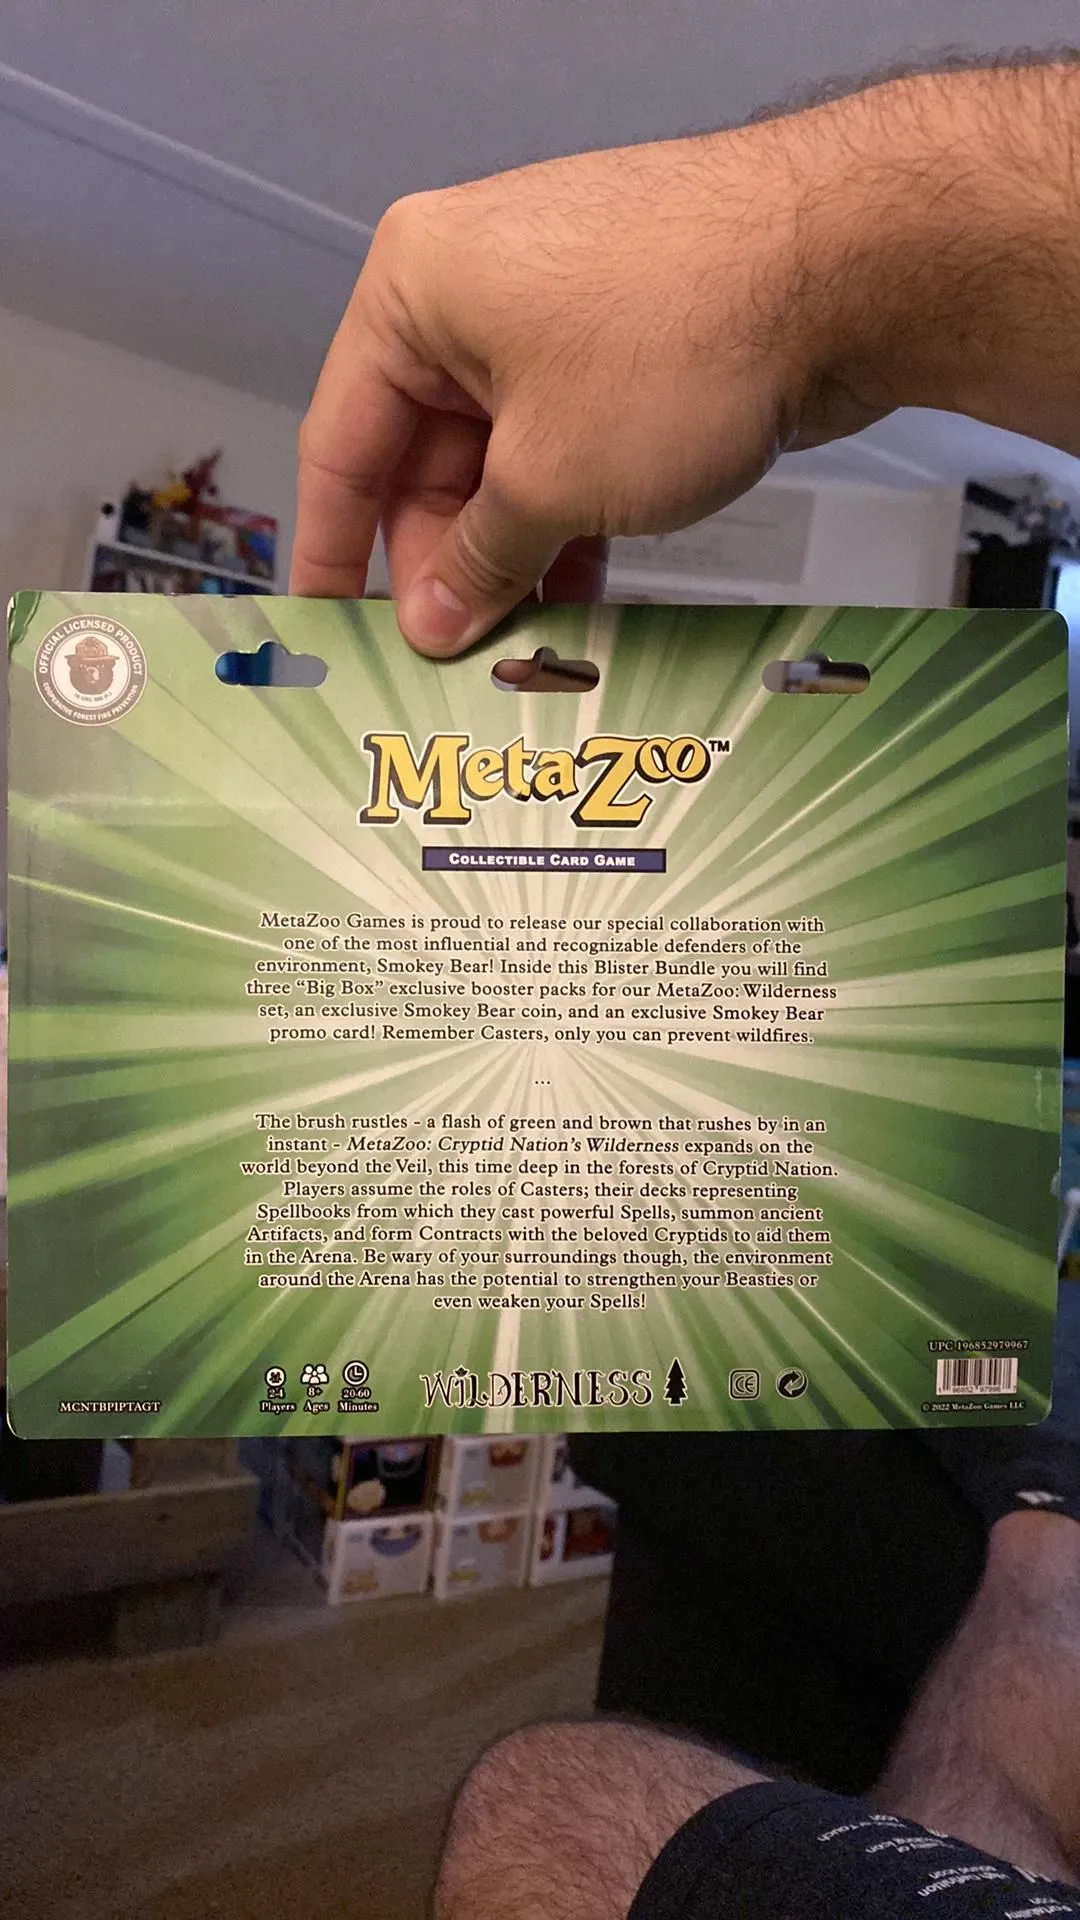 OFFICIAL LICENSED PRODUCT
COOPERATIVE FOREST FIRE PREVENTION
MetaZoo™
COLLECTIBLE CARD GAME
MetaZoo Games is proud to release our special collaboration with
one of the most influential and recognizable defenders of the
environment, Smokey Bear! Inside this Blister Bundle you will find
three “Big Box” exclusive booster packs for our MetaZoo: Wilderness
set, an exclusive Smokey Bear coin, and an exclusive Smokey Bear
promo card! Remember Casters, only you can prevent wildfires.
...
The brush rustles - a flash of green and brown that rushes by in an
instant - MetaZoo: Cryptid Nation's Wilderness expands on the
world beyond the Veil, this time deep in the forests of Cryptid Nation.
Players assume the roles of Casters; their decks representing
Spellbooks from which they cast powerful Spells, summon ancient
Artifacts, and form Contracts with the beloved Cryptids to aid them
in the Arena. Be wary of your surroundings though, the environment
around the Arena has the potential to strengthen your Beasties or
even weaken your Spells!
UPC 196852979967
MCNTBPIPTAGT
2-4 8+ 20-60
Players Ages Minutes
WILDERNESS
CE
© 2022 MetaZoo Games LLC